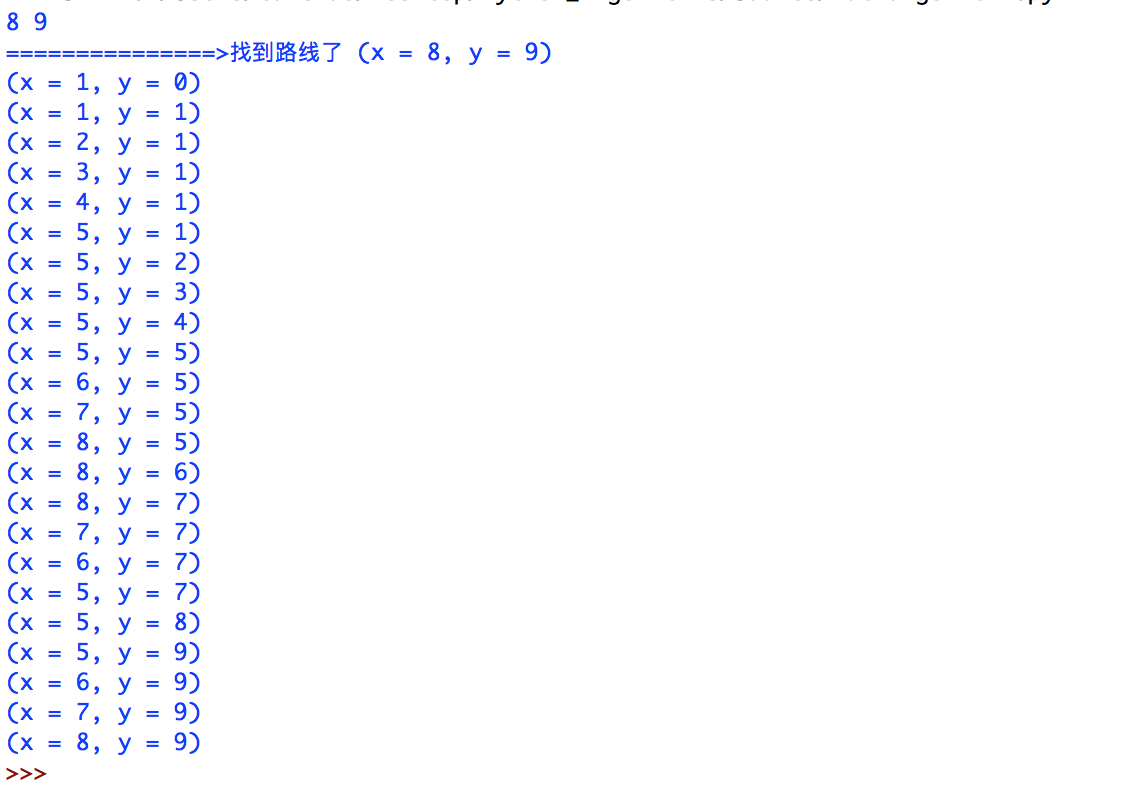 8 9
===============>找到路线了 (x = 8, y = 9)
(x = 1, y = 0)
(x = 1, y = 1)
(x = 2, y = 1)
(x = 3, y = 1)
(x = 4, y = 1)
(x = 5, y = 1)
(x = 5, y = 2)
(x = 5, y = 3)
(x = 5, y = 4)
(x = 5, y = 5)
(x = 6, y = 5)
(x = 7, y = 5)
(x = 8, y = 5)
(x = 8, y = 6)
(x = 8, y = 7)
(x = 7, y = 7)
(x = 6, y = 7)
(x = 5, y = 7)
(x = 5, y = 8)
(x = 5, y = 9)
(x = 6, y = 9)
(x = 7, y = 9)
(x = 8, y = 9)
>>>